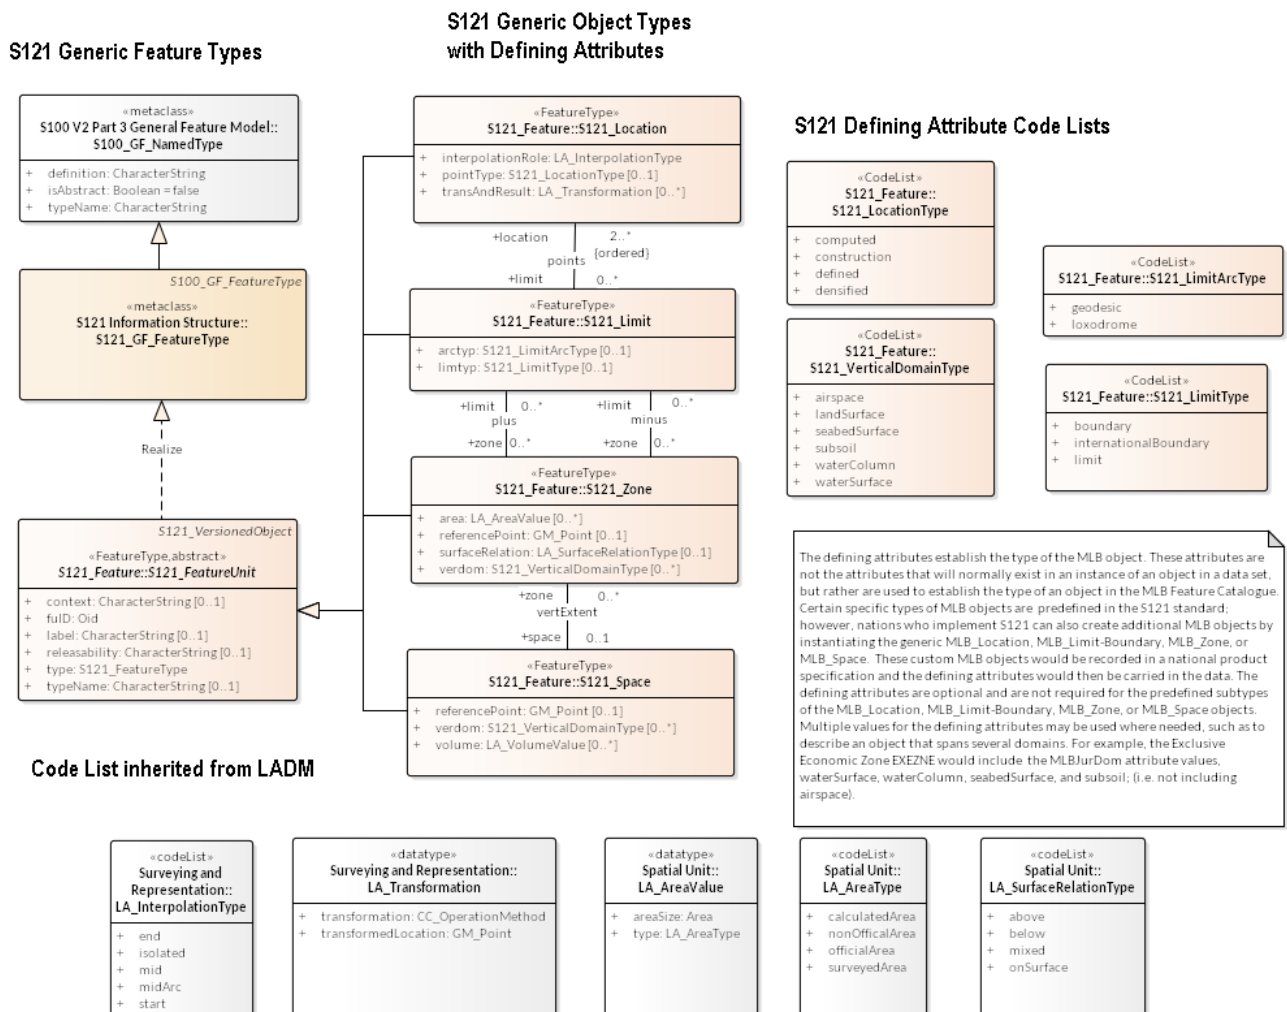 S121 Generic Feature Types
S121 Generic Object Types
with Defining Attributes
«metaclass»
S100 V2 Part 3 General Feature Model::
S100_GF_NamedType
+ definition: CharacterString
+ isAbstract: Boolean = false
+ typeName: CharacterString
S100_GF_FeatureType
«metaclass»
S121 Information Structure::
S121_GF_FeatureType
Realize
S121_VersionedObject
«FeatureType,abstract»
S121_Feature::S121_FeatureUnit
+ context: CharacterString [0..1]
+ fuID: Oid
+ label: CharacterString [0..1]
+ releasability: CharacterString [0..1]
+ type: S121_FeatureType
+ typeName: CharacterString [0..1]
«FeatureType»
S121_Feature::S121_Location
+ interpolationRole: LA_InterpolationType
+ pointType: S121_LocationType [0..1]
+ transAndResult: LA_Transformation [0..*]
+location 2..*
{ordered}
points
+limit 0..*
«FeatureType»
S121_Feature::S121_Limit
+ arctyp: S121_LimitArcType [0..1]
+ limtyp: S121_LimitType [0..1]
+limit 0..* +limit 0..*
plus minus
+zone 0..* +zone 0..*
«FeatureType»
S121_Feature::S121_Zone
+ area: LA_AreaValue [0..*]
+ referencePoint: GM_Point [0..1]
+ surfaceRelation: LA_SurfaceRelationType [0..1]
+ verdom: S121_VerticalDomainType [0..*]
+zone 0..*
vertExtent
+space 0..1
«FeatureType»
S121_Feature::S121_Space
+ referencePoint: GM_Point [0..1]
+ verdom: S121_VerticalDomainType [0..*]
+ volume: LA_VolumeValue [0..*]
S121 Defining Attribute Code Lists
«CodeList»
S121_Feature::
S121_LocationType
+ computed
+ construction
+ defined
+ densified
«CodeList»
S121_Feature::S121_LimitArcType
+ geodesic
+ loxodrome
«CodeList»
S121_Feature::
S121_VerticalDomainType
+ airspace
+ landSurface
+ seabedSurface
+ subsoil
+ waterColumn
+ waterSurface
«CodeList»
S121_Feature::S121_LimitType
+ boundary
+ internationalBoundary
+ limit
The defining attributes establish the type of the MLB object. These attributes are
not the attributes that will normally exist in an instance of an object in a data set,
but rather are used to establish the type of an object in the MLB Feature Catalogue.
Certain specific types of MLB objects are predefined in the S121 standard;
however, nations who implement S121 can also create additional MLB objects by
instantiating the generic MLB_Location, MLB_Limit-Boundary, MLB_Zone, or
MLB_Space. These custom MLB objects would be recorded in a national product
specification and the defining attributes would then be carried in the data. The
defining attributes are optional and are not required for the predefined subtypes
of the MLB_Location, MLB_Limit-Boundary, MLB_Zone, or MLB_Space objects.
Multiple values for the defining attributes may be used where needed, such as to
describe an object that spans several domains. For example, the Exclusive
Economic Zone EXEZNE would include the MLBJurDom attribute values,
waterSurface, waterColumn, seabedSurface, and subsoil; (i.e. not including
airspace).
Code List inherited from LADM
«codeList»
Surveying and
Representation::
LA_InterpolationType
+ end
+ isolated
+ mid
+ midArc
+ start
«datatype»
Surveying and Representation::
LA_Transformation
+ transformation: CC_OperationMethod
+ transformedLocation: GM_Point
«datatype»
Spatial Unit::
LA_AreaValue
+ areaSize: Area
+ type: LA_AreaType
«codeList»
Spatial Unit::
LA_AreaType
+ calculatedArea
+ nonOfficalArea
+ officialArea
+ surveyedArea
«codeList»
Spatial Unit::
LA_SurfaceRelationType
+ above
+ below
+ mixed
+ onSurface